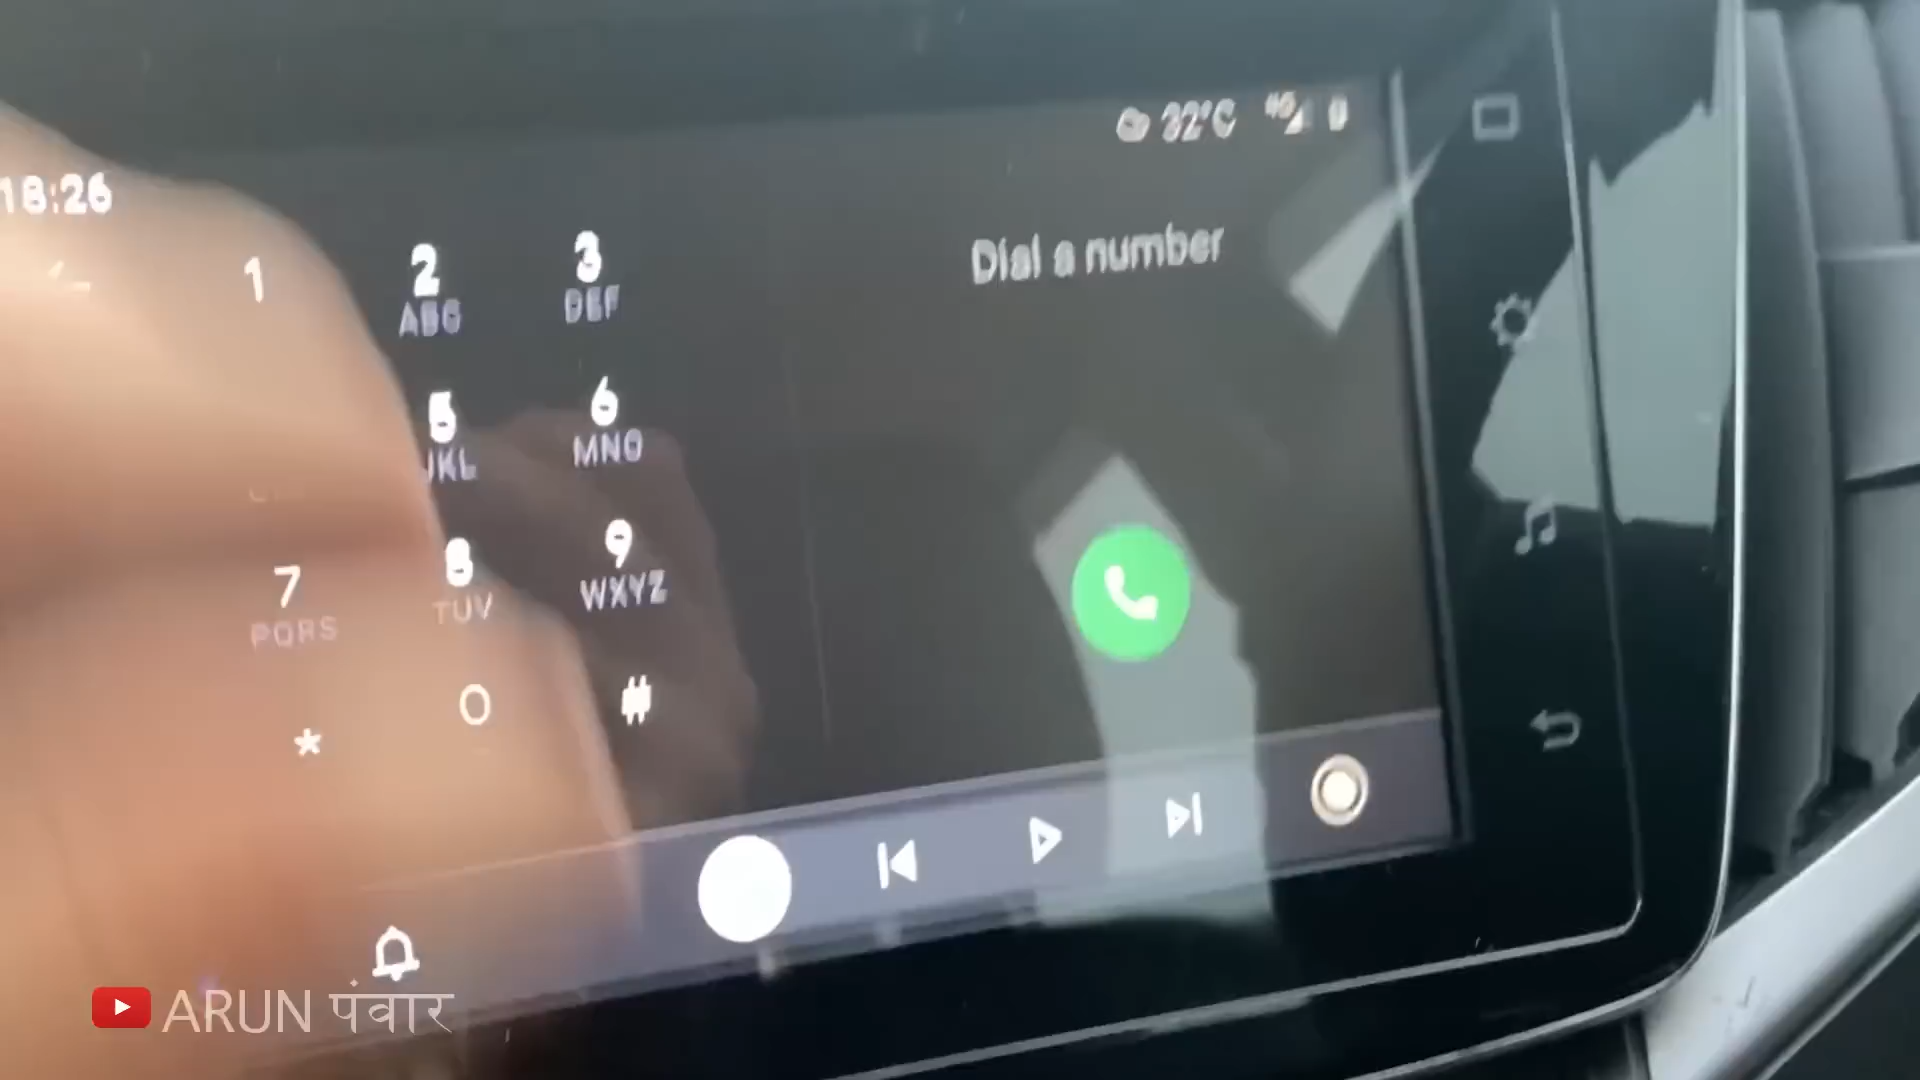 32°C
18:26
Dial a number
1
2
ABC
3
DEF
5
JKL
6
MNO
7
PQRS
8
TUV
9
WXYZ
*
0
#
ARUN पंवार